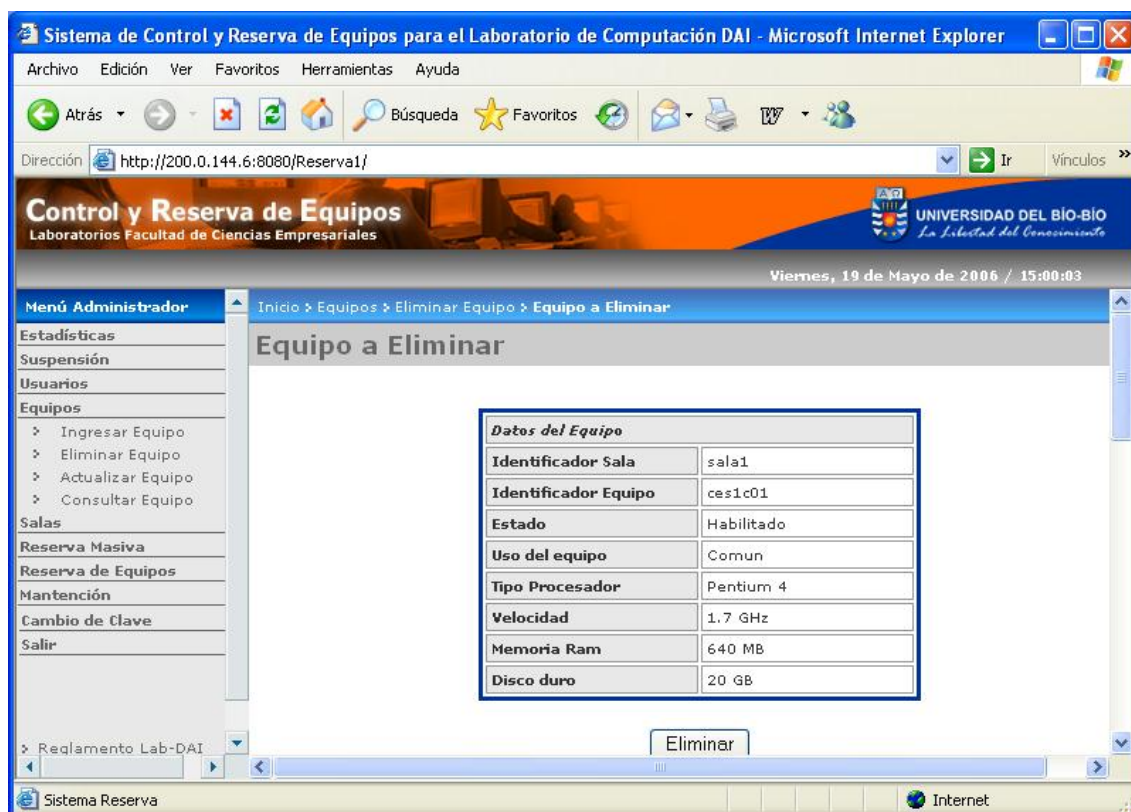 Sistema de Control y Reserva de Equipos para el Laboratorio de Computación DAI - Microsoft Internet Explorer
Archivo Edición Ver Favoritos Herramientas Ayuda
Atrás Búsqueda Favoritos W
Dirección http://200.0.144.6:8080/Reserva1/ Ir Vínculos »
Control y Reserva de Equipos
Laboratorios Facultad de Ciencias Empresariales
UNIVERSIDAD DEL BÍO-BÍO
La Libertad del Conocimiento
Viernes, 19 de Mayo de 2006 / 15:00:03
Menú Administrador
Inicio > Equipos > Eliminar Equipo > Equipo a Eliminar
Estadísticas
Suspensión
Usuarios
Equipos
> Ingresar Equipo
> Eliminar Equipo
> Actualizar Equipo
> Consultar Equipo
Salas
Reserva Masiva
Reserva de Equipos
Mantención
Cambio de Clave
Salir
> Reglamento Lab-DAI
Equipo a Eliminar
Datos del Equipo
Identificador Sala sala1
Identificador Equipo ces1c01
Estado Habilitado
Uso del equipo Comun
Tipo Procesador Pentium 4
Velocidad 1.7 GHz
Memoria Ram 640 MB
Disco duro 20 GB
Eliminar
Sistema Reserva Internet